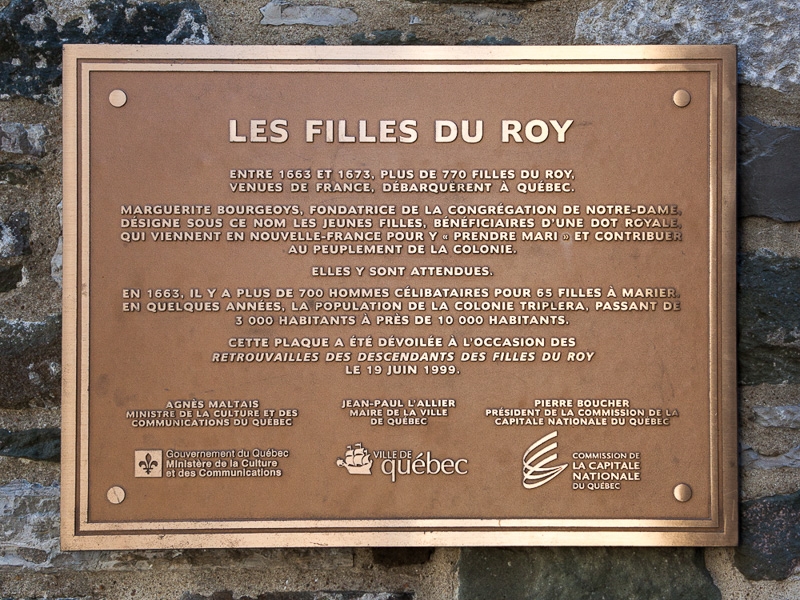 LES FILLES DU ROY
ENTRE 1663 ET 1673, PLUS DE 770 FILLES DU ROY,
VENUES DE FRANCE, DÉBARQUÈRENT À QUÉBEC.
MARGUERITE BOURGEOYS, FONDATRICE DE LA CONGRÉGATION DE NOTRE-DAME,
DÉSIGNE SOUS CE NOM LES JEUNES FILLES, BÉNÉFICIAIRES D'UNE DOT ROYALE,
QUI VIENNENT EN NOUVELLE-FRANCE POUR Y « PRENDRE MARI » ET CONTRIBUER
AU PEUPLEMENT DE LA COLONIE.
ELLES Y SONT ATTENDUES.
EN 1663, IL Y A PLUS DE 700 HOMMES CÉLIBATAIRES POUR 65 FILLES À MARIER.
EN QUELQUES ANNÉES, LA POPULATION DE LA COLONIE TRIPLERA, PASSANT DE
3 000 HABITANTS À PRÈS DE 10 000 HABITANTS.
CETTE PLAQUE A ÉTÉ DÉVOILÉE À L'OCCASION DES
RETROUVAILLES DES DESCENDANTS DES FILLES DU ROY
LE 19 JUIN 1999.
AGNÈS MALTAIS
MINISTRE DE LA CULTURE ET DES
COMMUNICATIONS DU QUÉBEC
JEAN-PAUL L'ALLIER
MAIRE DE LA VILLE
DE QUÉBEC
PIERRE BOUCHER
PRÉSIDENT DE LA COMMISSION DE LA
CAPITALE NATIONALE DU QUÉBEC
Gouvernement du Québec
Ministère de la Culture
et des Communications
VILLE DE
québec
COMMISSION DE
LA CAPITALE
NATIONALE
DU QUÉBEC